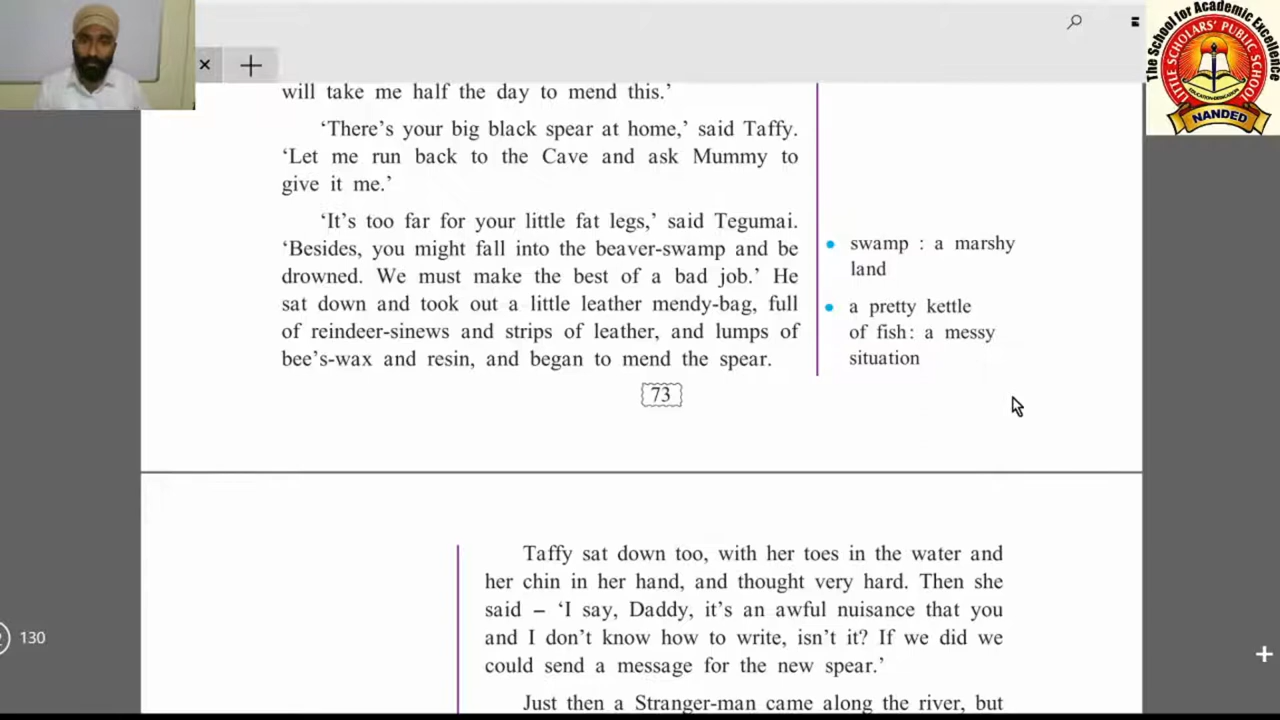 The School for Academic Excellence
LITTLE SCHOLARS' PUBLIC SCHOOL
EDUCATION•DEDICATION
NANDED
will take me half the day to mend this.’
‘There’s your big black spear at home,’ said Taffy.
‘Let me run back to the Cave and ask Mummy to
give it me.’
‘It’s too far for your little fat legs,’ said Tegumai.
‘Besides, you might fall into the beaver-swamp and be
drowned. We must make the best of a bad job.’ He
sat down and took out a little leather mendy-bag, full
of reindeer-sinews and strips of leather, and lumps of
bee’s-wax and resin, and began to mend the spear.
• swamp : a marshy
land
• a pretty kettle
of fish: a messy
situation
73
Taffy sat down too, with her toes in the water and
her chin in her hand, and thought very hard. Then she
said – ‘I say, Daddy, it’s an awful nuisance that you
and I don’t know how to write, isn’t it? If we did we
could send a message for the new spear.’
Just then a Stranger-man came along the river, but
130